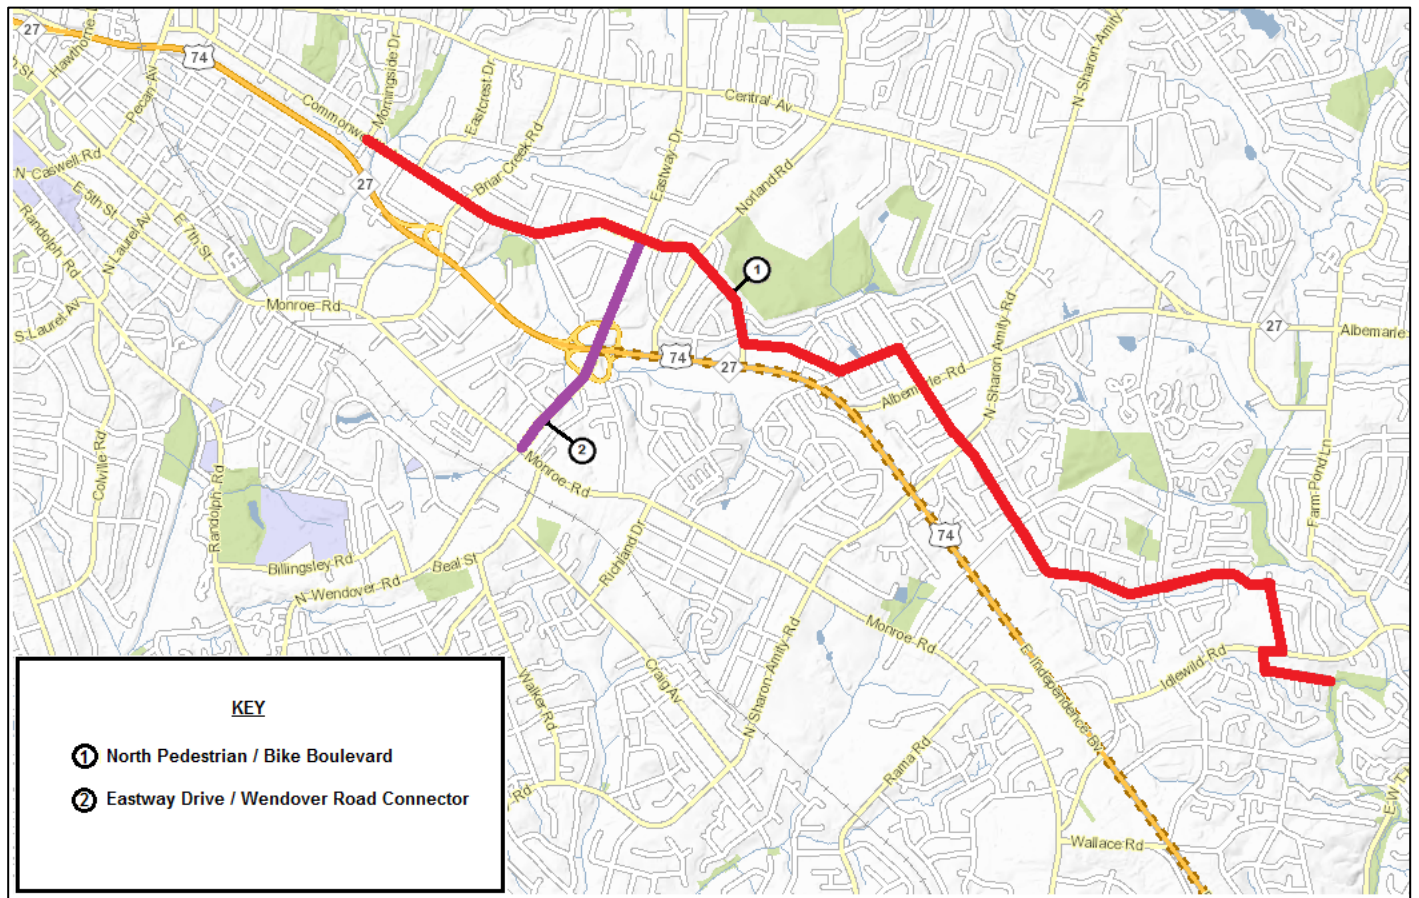 27
Hawthorne
74
Pecan Av
Commonw
Morningside Dr
Eastcrest Dr
Central Av
N Sharon Amity
N Caswell Rd
E 5th St
E 7th St
N Laurel Av
Randolph Rd
27
Briar Creek Rd
Eastway Dr
Norland Rd
1
S Laurel Av
Monroe Rd
74
27
Albemarle Rd
N Sharon Amity Rd
27
Albemarle
2
Monroe Rd
Colville Rd
Randolph Rd
Billingsley Rd
N Wendover Rd
Beal St
Richland Dr
74
Farm Pond Ln
Monroe Rd
N Sharon Amity Rd
Craig Av
Walker Rd
E Independence Bv
Idlewild Rd
Rama Rd
Wallace Rd
Rd
KEY
1 North Pedestrian / Bike Boulevard
2 Eastway Drive / Wendover Road Connector